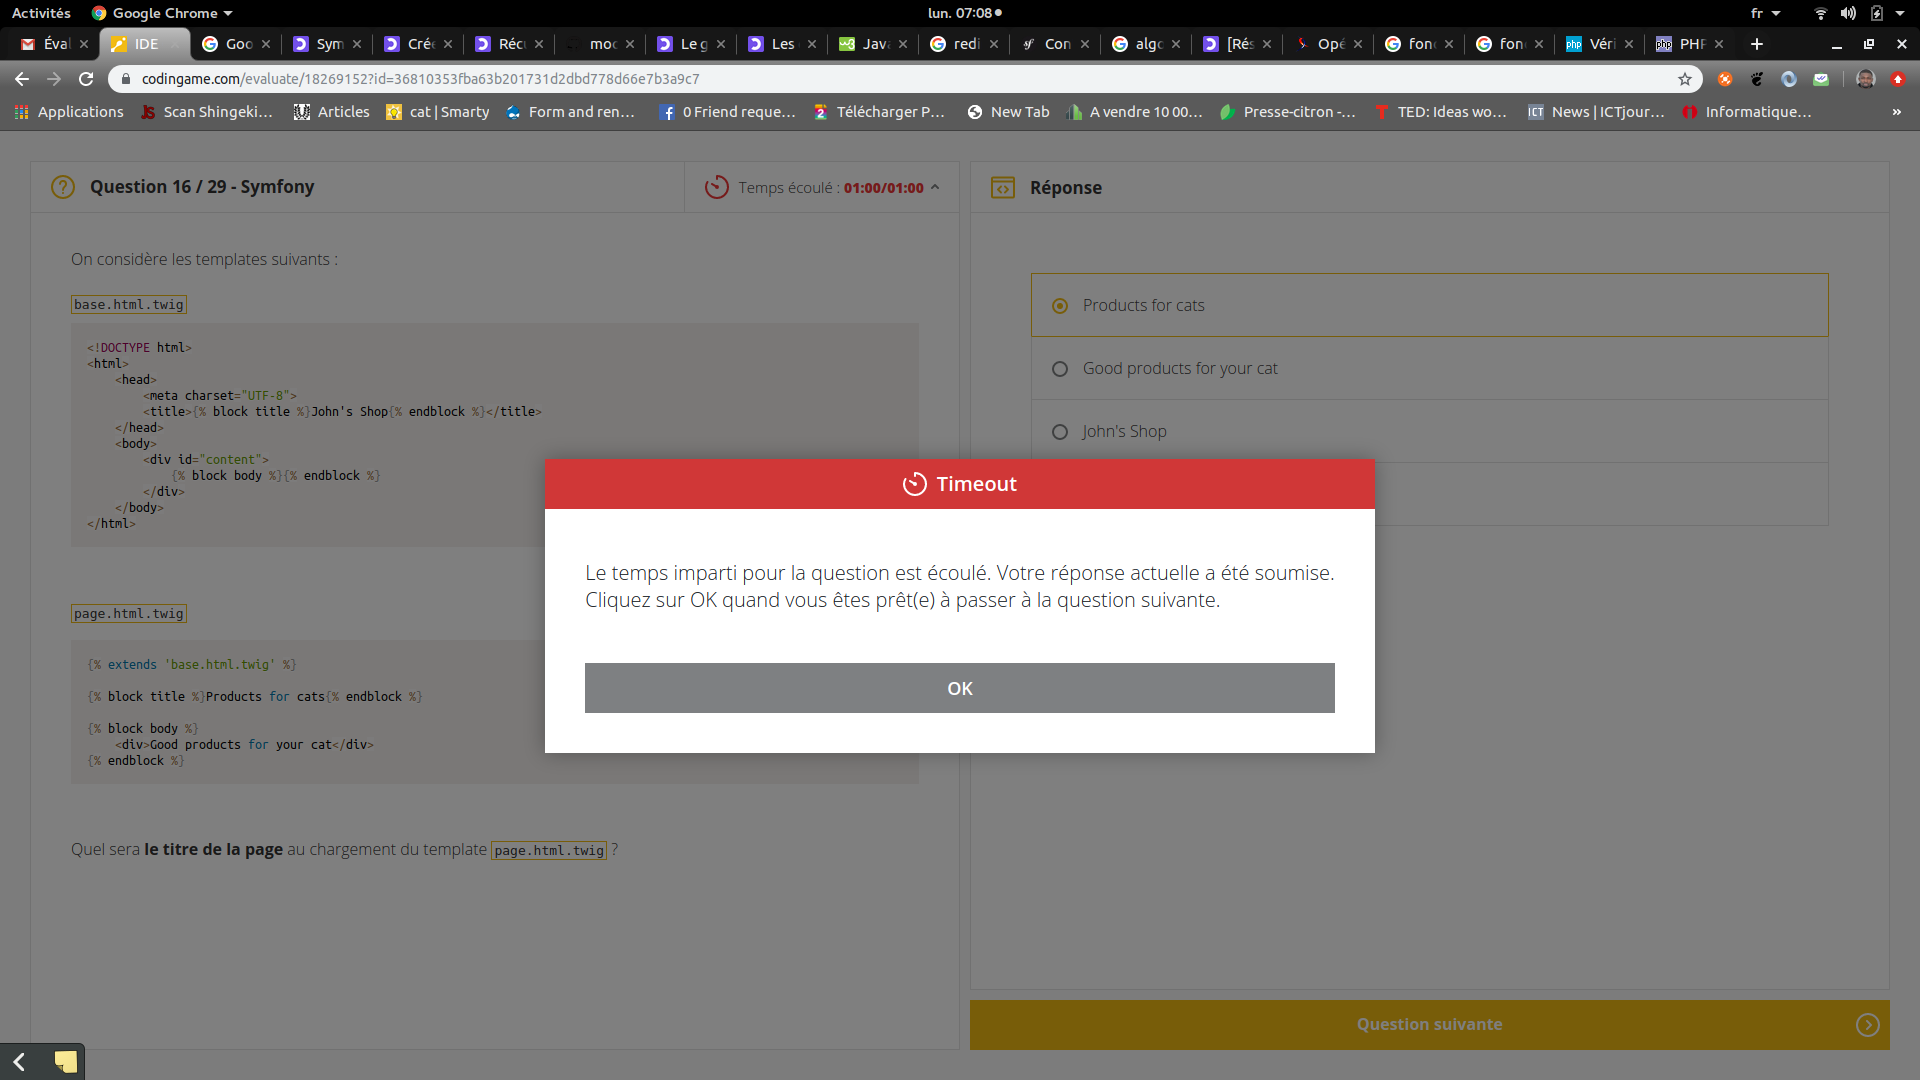 Activités
Google Chrome
lun. 07:08
fr
Éval
IDE
Goo
Sym
Crée
Réc
moc
Le g
Les
Java
redi
Con
algo
[Rés
Opé
fonc
fonc
Véri
PHP
codingame.com/evaluate/18269152?id=36810353fba63b201731d2dbd778d66e7b3a9c7
Applications
Scan Shingeki...
Articles
cat | Smarty
Form and ren...
0 Friend reque...
Télécharger P...
New Tab
A vendre 10 00...
Presse-citron -...
TED: Ideas wo...
News | ICTjour...
Informatique...
»
Question 16 / 29 - Symfony
Temps écoulé : 01:00/01:00
On considère les templates suivants :
base.html.twig
<!DOCTYPE html>
<html>
<head>
<meta charset="UTF-8">
<title>{% block title %}John's Shop{% endblock %}</title>
</head>
<body>
<div id="content">
{% block body %}{% endblock %}
</div>
</body>
</html>
page.html.twig
{% extends 'base.html.twig' %}
{% block title %}Products for cats{% endblock %}
{% block body %}
<div>Good products for your cat</div>
{% endblock %}
Quel sera le titre de la page au chargement du template page.html.twig ?
Réponse
Products for cats
Good products for your cat
John's Shop
Timeout
Le temps imparti pour la question est écoulé. Votre réponse actuelle a été soumise.
Cliquez sur OK quand vous êtes prêt(e) à passer à la question suivante.
OK
Question suivante